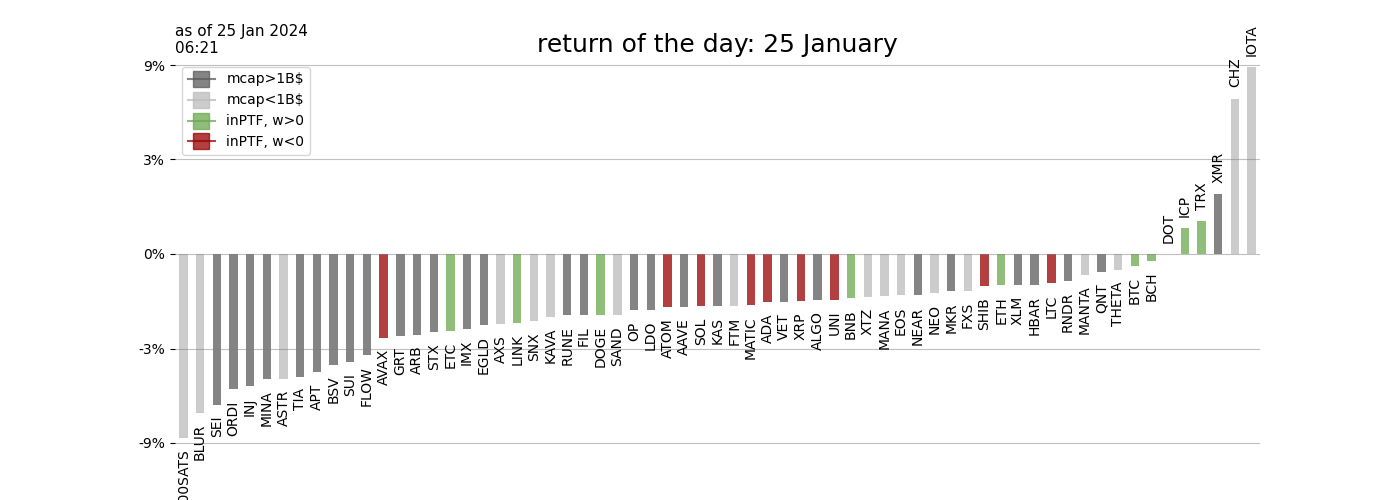 as of 25 Jan 2024
06:21
return of the day: 25 January
9%
3%
0%
-3%
-9%
mcap>1B$
mcap<1B$
inPTF, w>0
inPTF, w<0
BLUR
SEI
ORDI
INJ
MINA
ASTR
TIA
APT
BSV
SUI
FLOW
AVAX
GRT
ARB
STX
ETC
IMX
EGLD
AXS
LINK
SNX
KAVA
RUNE
FIL
DOGE
SAND
OP
LDO
ATOM
AAVE
SOL
KAS
FTM
MATIC
ADA
VET
XRP
ALGO
UNI
BNB
XTZ
MANA
EOS
NEAR
NEO
MKR
FXS
SHIB
ETH
XLM
HBAR
LTC
RNDR
MANTA
QNT
THETA
BTC
BCH
DOT
ICP
TRX
XMR
CHZ
IOTA